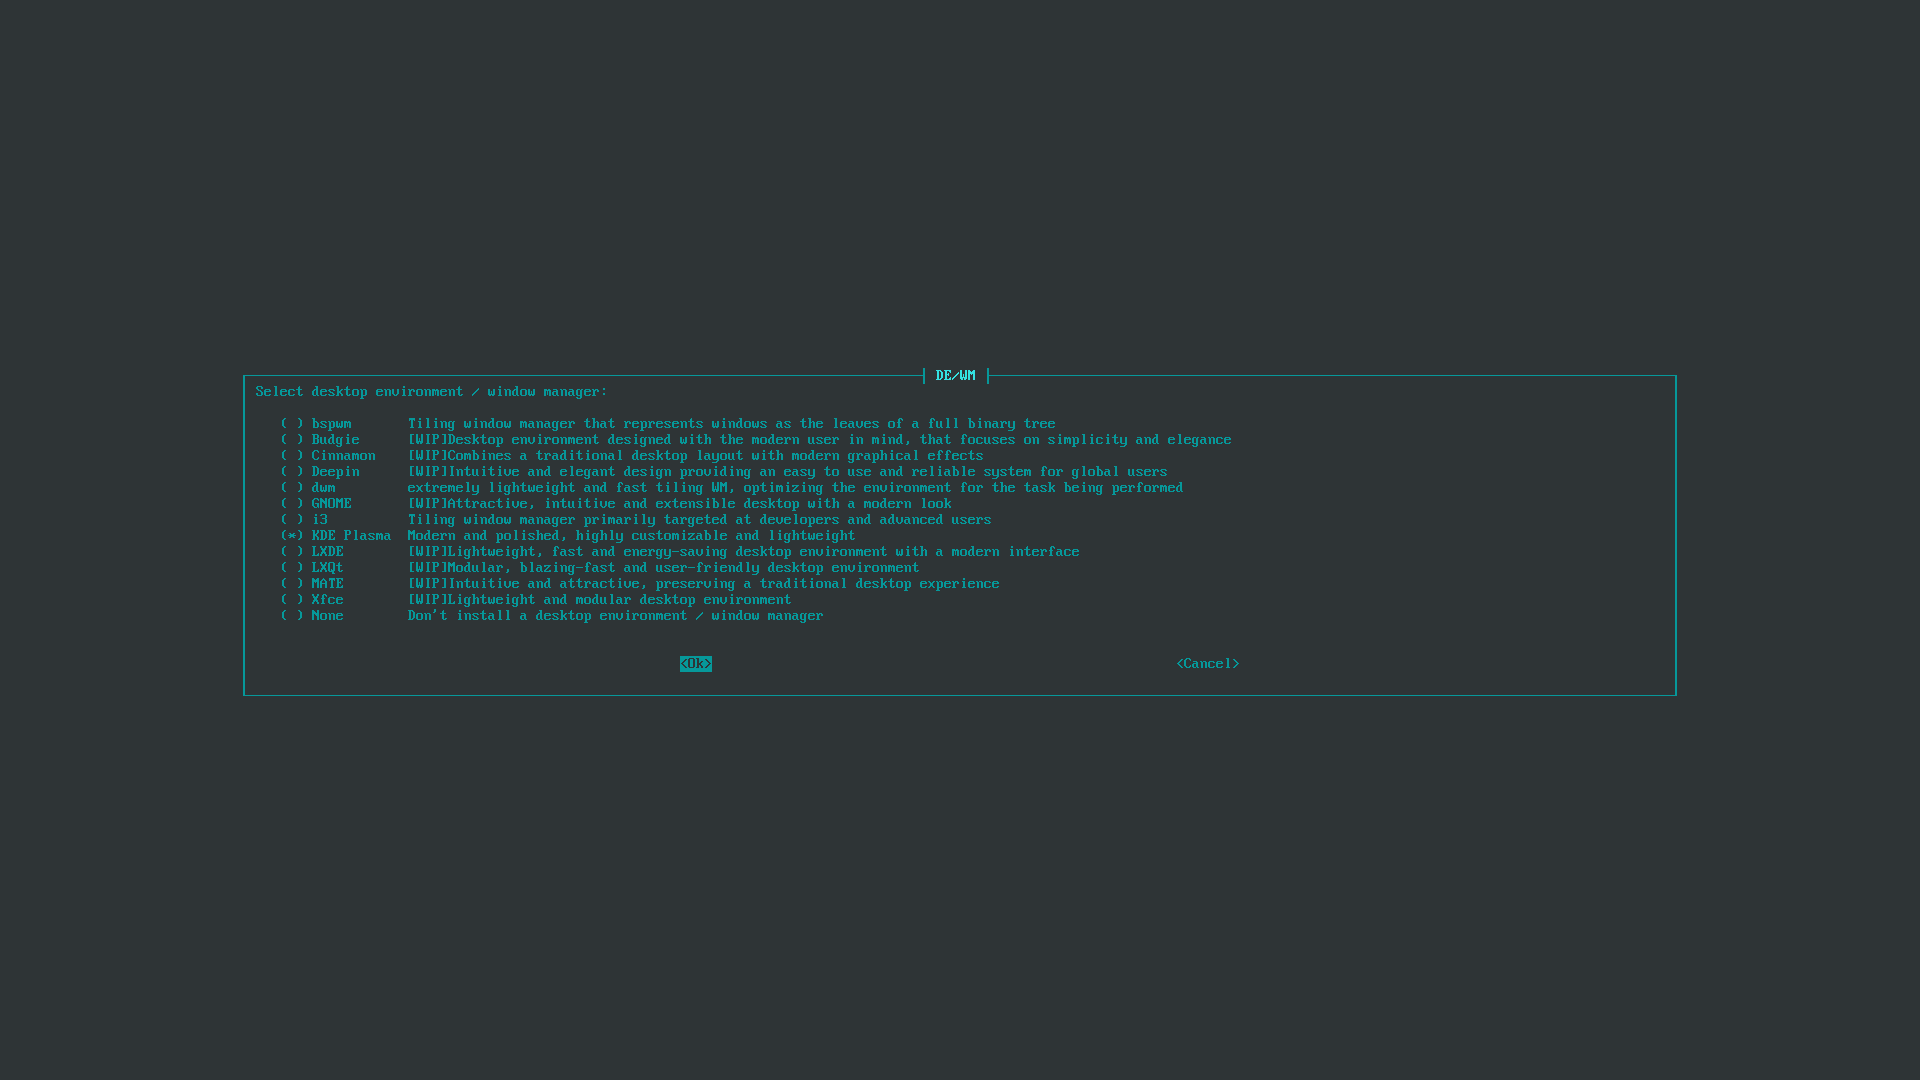 DE/WM
Select desktop environment / window manager:
( ) bspwm Tiling window manager that represents windows as the leaves of a full binary tree
( ) Budgie [WIP]Desktop environment designed with the modern user in mind, that focuses on simplicity and elegance
( ) Cinnamon [WIP]Combines a traditional desktop layout with modern graphical effects
( ) Deepin [WIP]Intuitive and elegant design providing an easy to use and reliable system for global users
( ) dwm extremely lightweight and fast tiling WM, optimizing the environment for the task being performed
( ) GNOME [WIP]Attractive, intuitive and extensible desktop with a modern look
( ) i3 Tiling window manager primarily targeted at developers and advanced users
(*) KDE Plasma Modern and polished, highly customizable and lightweight
( ) LXDE [WIP]Lightweight, fast and energy-saving desktop environment with a modern interface
( ) LXQt [WIP]Modular, blazing-fast and user-friendly desktop environment
( ) MATE [WIP]Intuitive and attractive, preserving a traditional desktop experience
( ) Xfce [WIP]Lightweight and modular desktop environment
( ) None Don't install a desktop environment / window manager
<Ok> <Cancel>